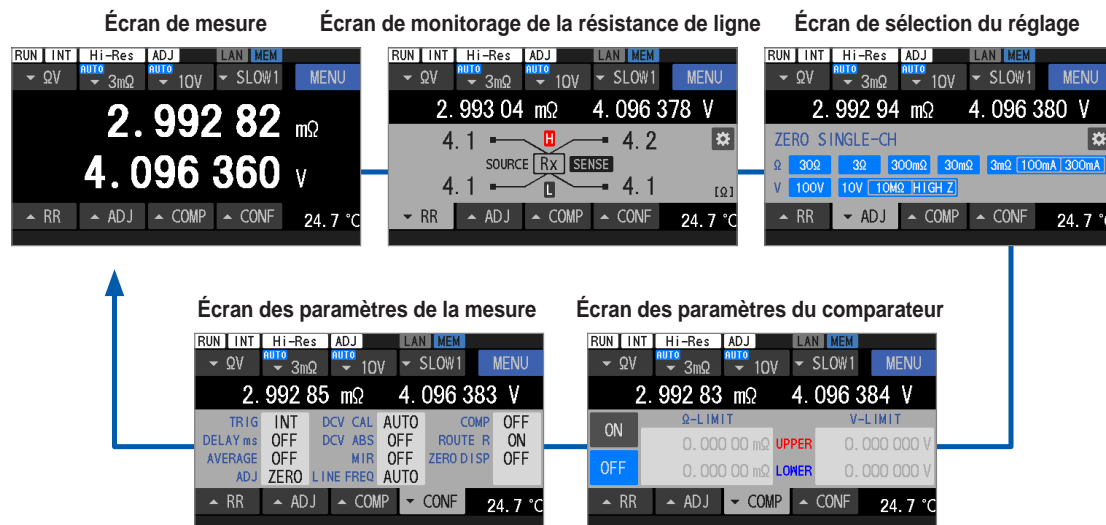 Écran de mesure
RUN INT Hi-Res ADJ LAN MEM
ΩV AUTO 3mΩ AUTO 10V SLOW1 MENU
2.992 82 mΩ
4.096 360 V
RR ADJ COMP CONF 24.7 °C
Écran de monitorage de la résistance de ligne
RUN INT Hi-Res ADJ LAN MEM
ΩV AUTO 3mΩ AUTO 10V SLOW1 MENU
2.993 04 mΩ 4.096 378 V
4.1 H 4.2
SOURCE Rx SENSE
4.1 L 4.1 [Ω]
RR ADJ COMP CONF 24.7 °C
Écran de sélection du réglage
RUN INT Hi-Res ADJ LAN MEM
ΩV AUTO 3mΩ AUTO 10V SLOW1 MENU
2.992 94 mΩ 4.096 380 V
ZERO SINGLE-CH
Ω 30Ω 3Ω 300mΩ 30mΩ 3mΩ 100mA 300mA
V 100V 10V 10MΩ HIGH Z
RR ADJ COMP CONF 24.7 °
Écran des paramètres de la mesure
RUN INT Hi-Res ADJ LAN MEM
ΩV AUTO 3mΩ AUTO 10V SLOW1 MENU
2.992 85 mΩ 4.096 383 V
TRIG INT DCV CAL AUTO COMP OFF
DELAY ms OFF DCV ABS OFF ROUTE R ON
AVERAGE OFF MIR OFF ZERO DISP OFF
ADJ ZERO LINE FREQ AUTO
RR ADJ COMP CONF 24.7 °C
Écran des paramètres du comparateur
RUN INT Hi-Res ADJ LAN MEM
ΩV AUTO 3mΩ AUTO 10V SLOW1 MENU
2.992 83 mΩ 4.096 384 V
Ω-LIMIT V-LIMIT
ON 0.000 00 mΩ UPPER 0.000 000 V
OFF 0.000 00 mΩ LOWER 0.000 000 V
RR ADJ COMP CONF 24.7 °C